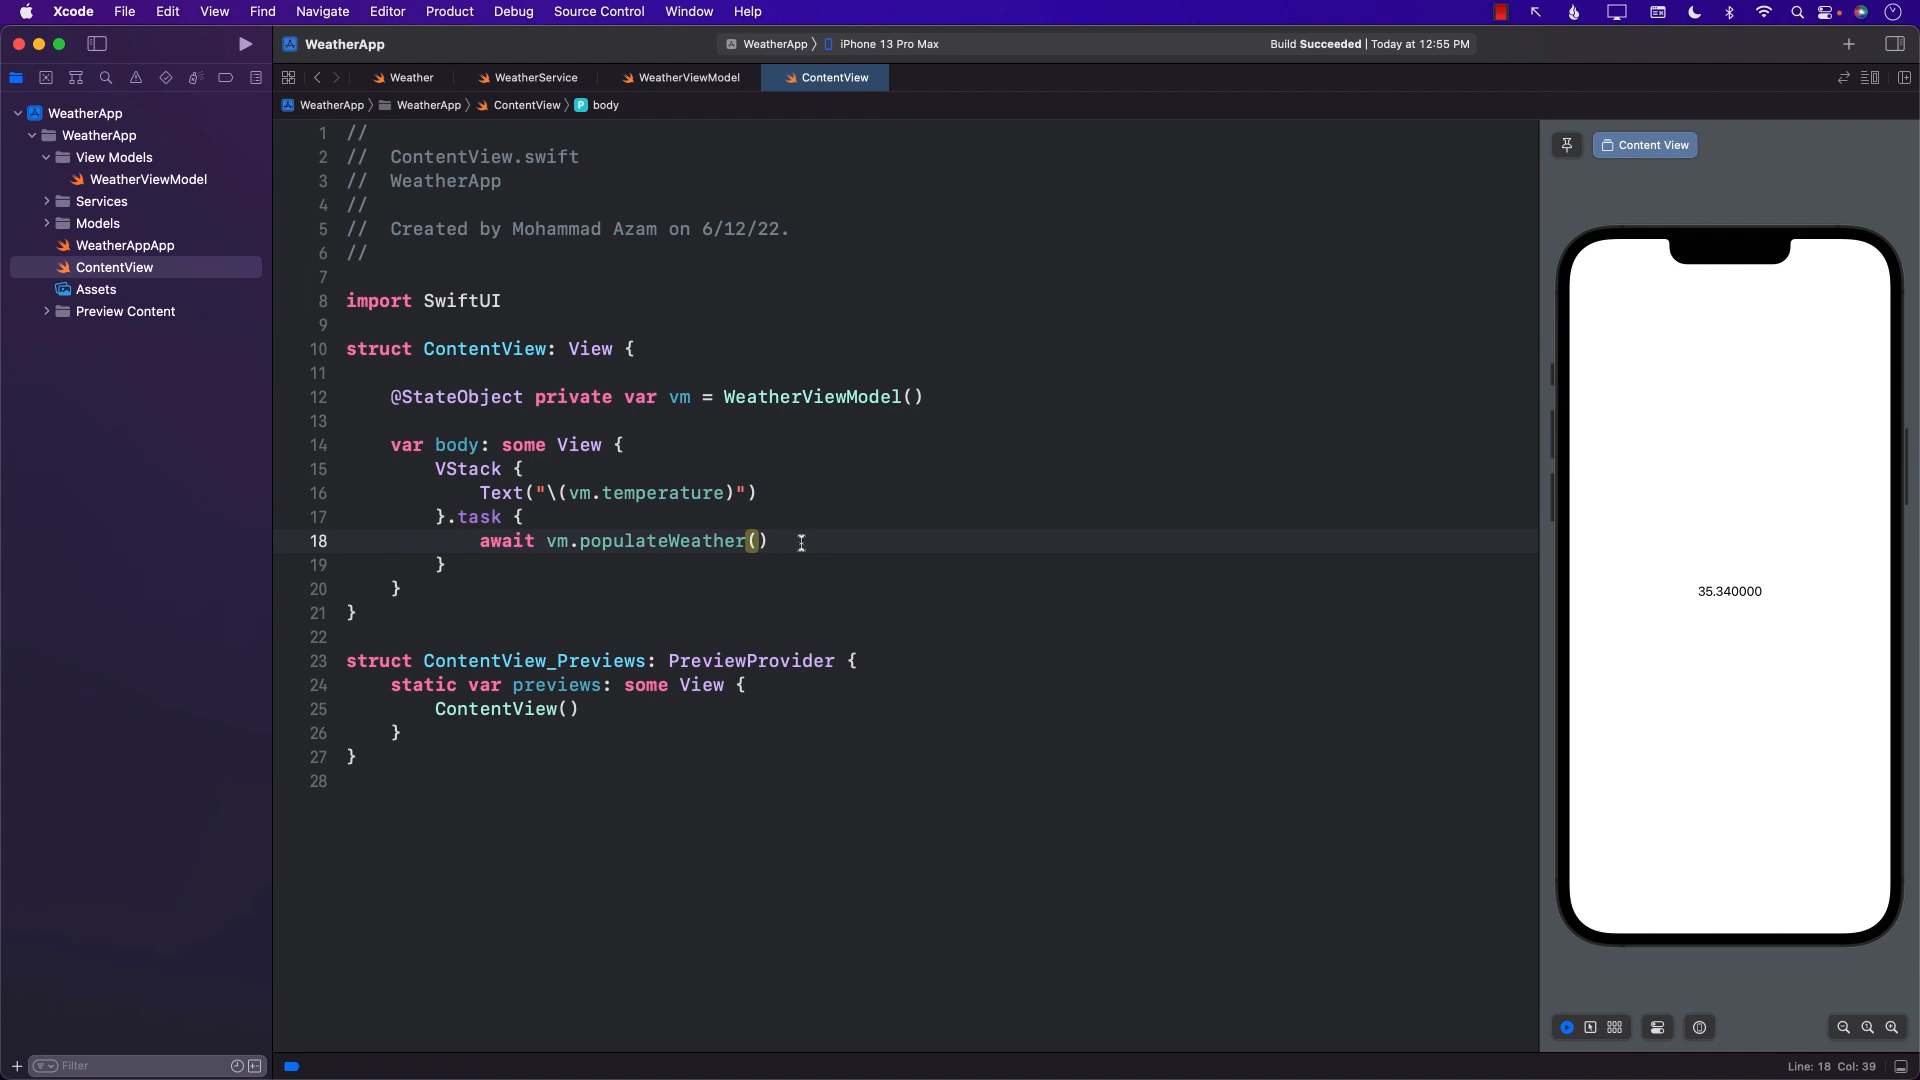 Xcode File Edit View Find Navigate Editor Product Debug Source Control Window Help
WeatherApp
WeatherApp iPhone 13 Pro Max
Build Succeeded | Today at 12:55 PM
Weather
WeatherService
WeatherViewModel
ContentView
WeatherApp
WeatherApp
ContentView
body
WeatherApp
WeatherApp
View Models
WeatherViewModel
Services
Models
WeatherAppApp
ContentView
Assets
Preview Content
Filter
1 //
2 // ContentView.swift
3 // WeatherApp
4 //
5 // Created by Mohammad Azam on 6/12/22.
6 //
7
8 import SwiftUI
9
10 struct ContentView: View {
11
12 @StateObject private var vm = WeatherViewModel()
13
14 var body: some View {
15 VStack {
16 Text("\(vm.temperature)")
17 }.task {
18 await vm.populateWeather()
19 }
20 }
21 }
22
23 struct ContentView_Previews: PreviewProvider {
24 static var previews: some View {
25 ContentView()
26 }
27 }
28
Content View
35.340000
Line: 18 Col: 39